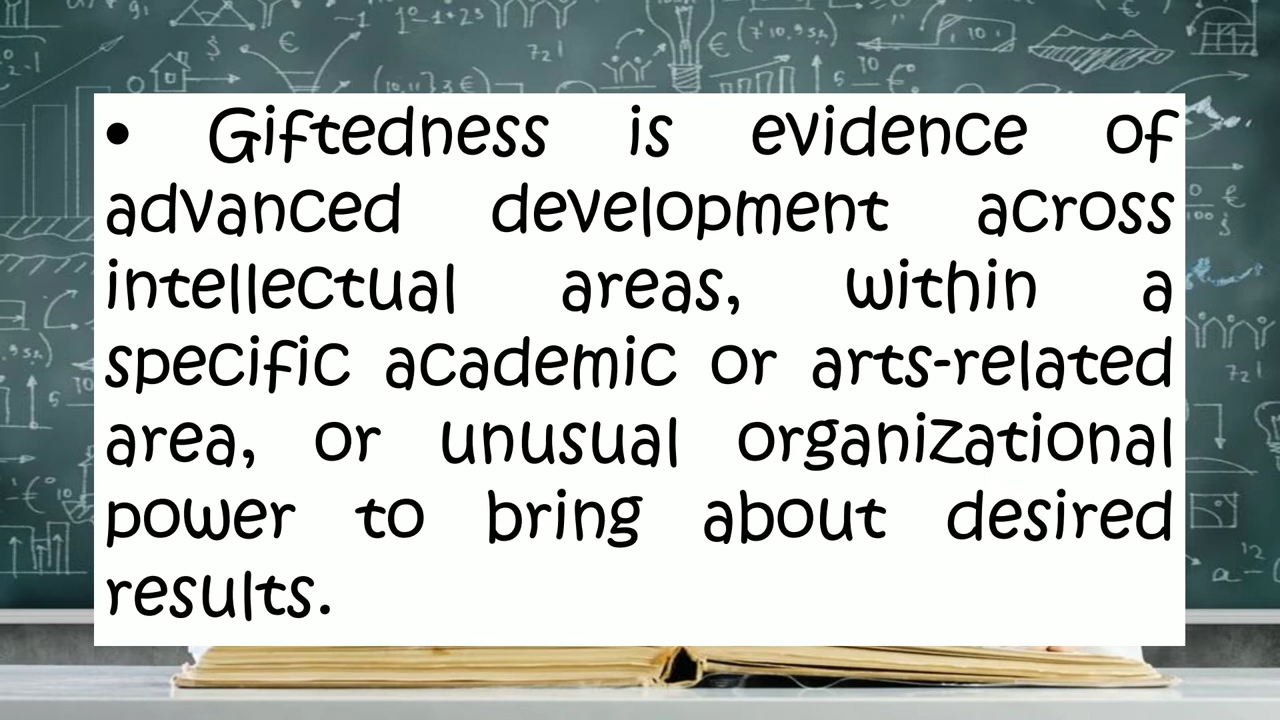 • Giftedness is evidence of
advanced development across
intellectual areas, within a
specific academic or arts-related
area, or unusual organizational
power to bring about desired
results.